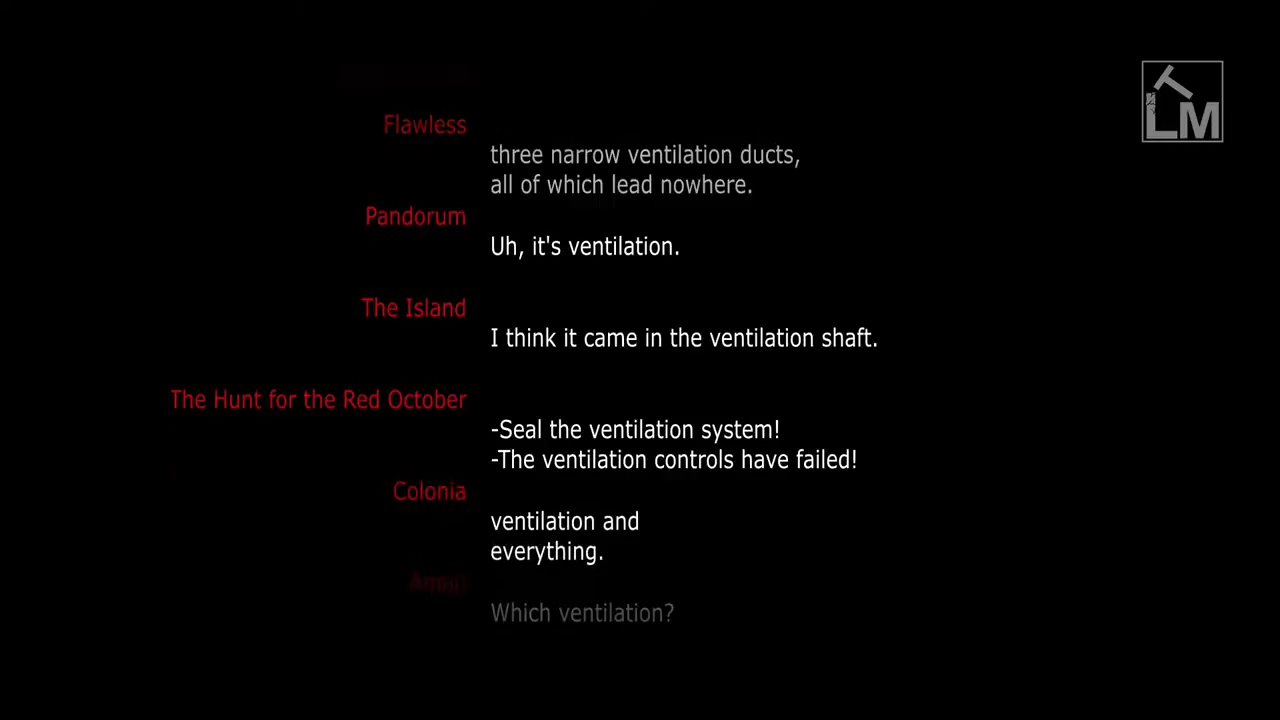 Flawless
three narrow ventilation ducts,
all of which lead nowhere.
Pandorum
Uh, it's ventilation.
The Island
I think it came in the ventilation shaft.
The Hunt for the Red October
-Seal the ventilation system!
-The ventilation controls have failed!
Colonia
ventilation and
everything.
Which ventilation?
LTM